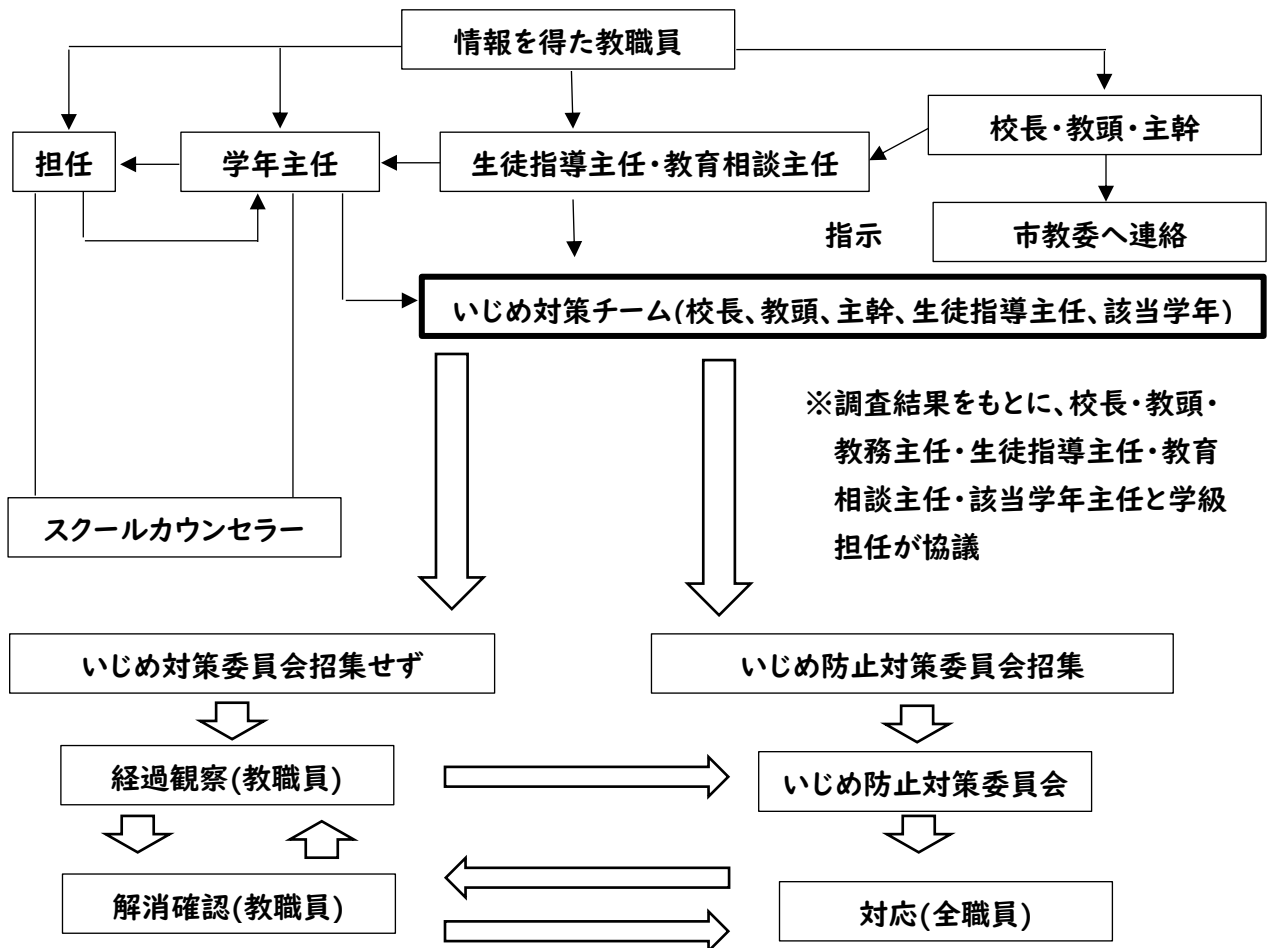 情報を得た教職員
校長・教頭・主幹
担任
学年主任
生徒指導主任・教育相談主任
指示
市教委へ連絡
いじめ対策チーム(校長、教頭、主幹、生徒指導主任、該当学年)
※調査結果をもとに、校長・教頭・
教務主任・生徒指導主任・教育
相談主任・該当学年主任と学級
担任が協議
スクールカウンセラー
いじめ対策委員会招集せず
いじめ防止対策委員会招集
経過観察(教職員)
いじめ防止対策委員会
解消確認(教職員)
対応(全職員)